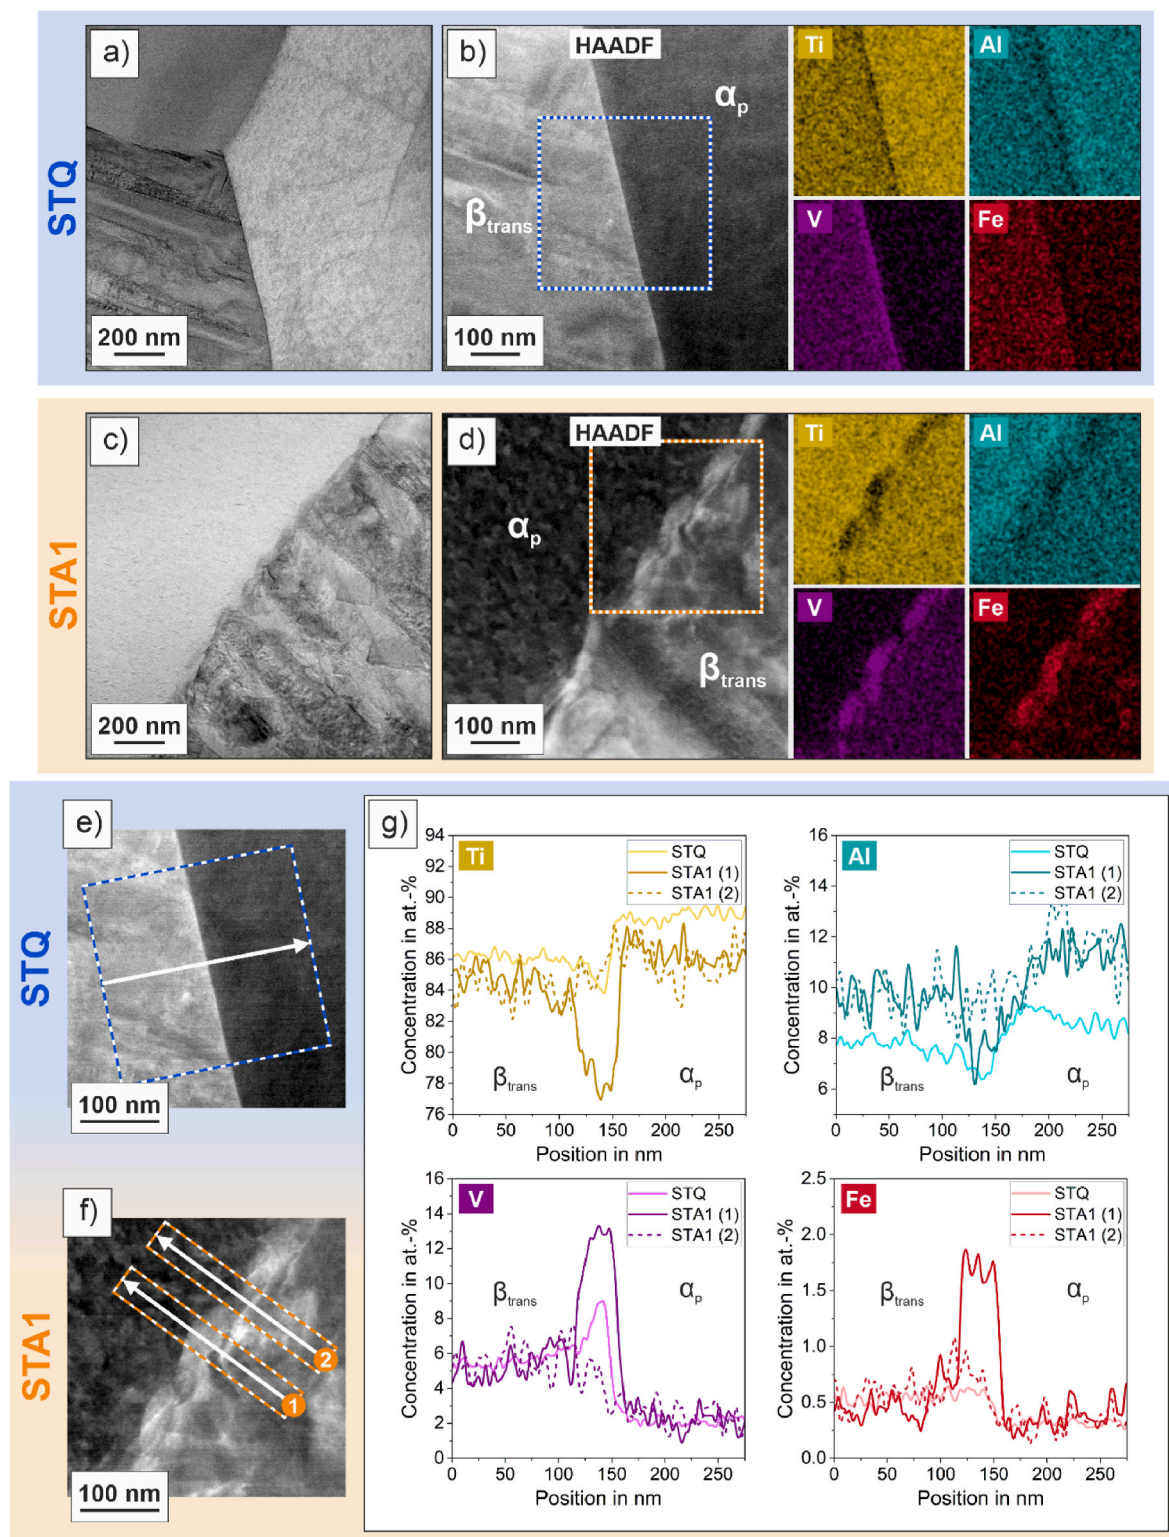 STQ
a)
200 nm
b)
HAADF
αp
βtrans
100 nm
Ti
Al
V
Fe
STA1
c)
200 nm
d)
HAADF
αp
βtrans
100 nm
Ti
Al
V
Fe
STQ
e)
100 nm
STA1
f)
1
2
100 nm
g)
Ti
STQ
STA1 (1)
STA1 (2)
Concentration in at.-%
94
92
90
88
86
84
82
80
78
76
βtrans
αp
0 50 100 150 200 250
Position in nm
Al
STQ
STA1 (1)
STA1 (2)
Concentration in at.-%
16
14
12
10
8
6
βtrans
αp
0 50 100 150 200 250
Position in nm
V
STQ
STA1 (1)
STA1 (2)
Concentration in at.-%
16
14
12
10
8
6
4
2
0
βtrans
αp
0 50 100 150 200 250
Position in nm
Fe
STQ
STA1 (1)
STA1 (2)
Concentration in at.-%
2.5
2.0
1.5
1.0
0.5
0.0
βtrans
αp
0 50 100 150 200 250
Position in nm